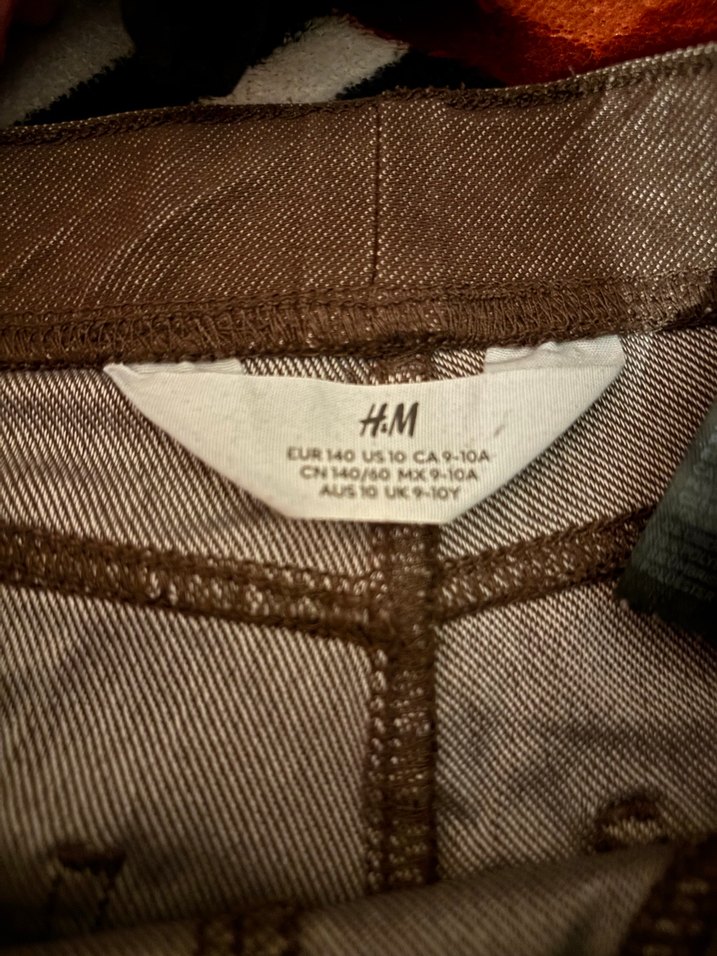 H&M
EUR 140 US 10 CA 9-10A
CN 140/60 MX 9-10A
AUS 10 UK 9-10Y